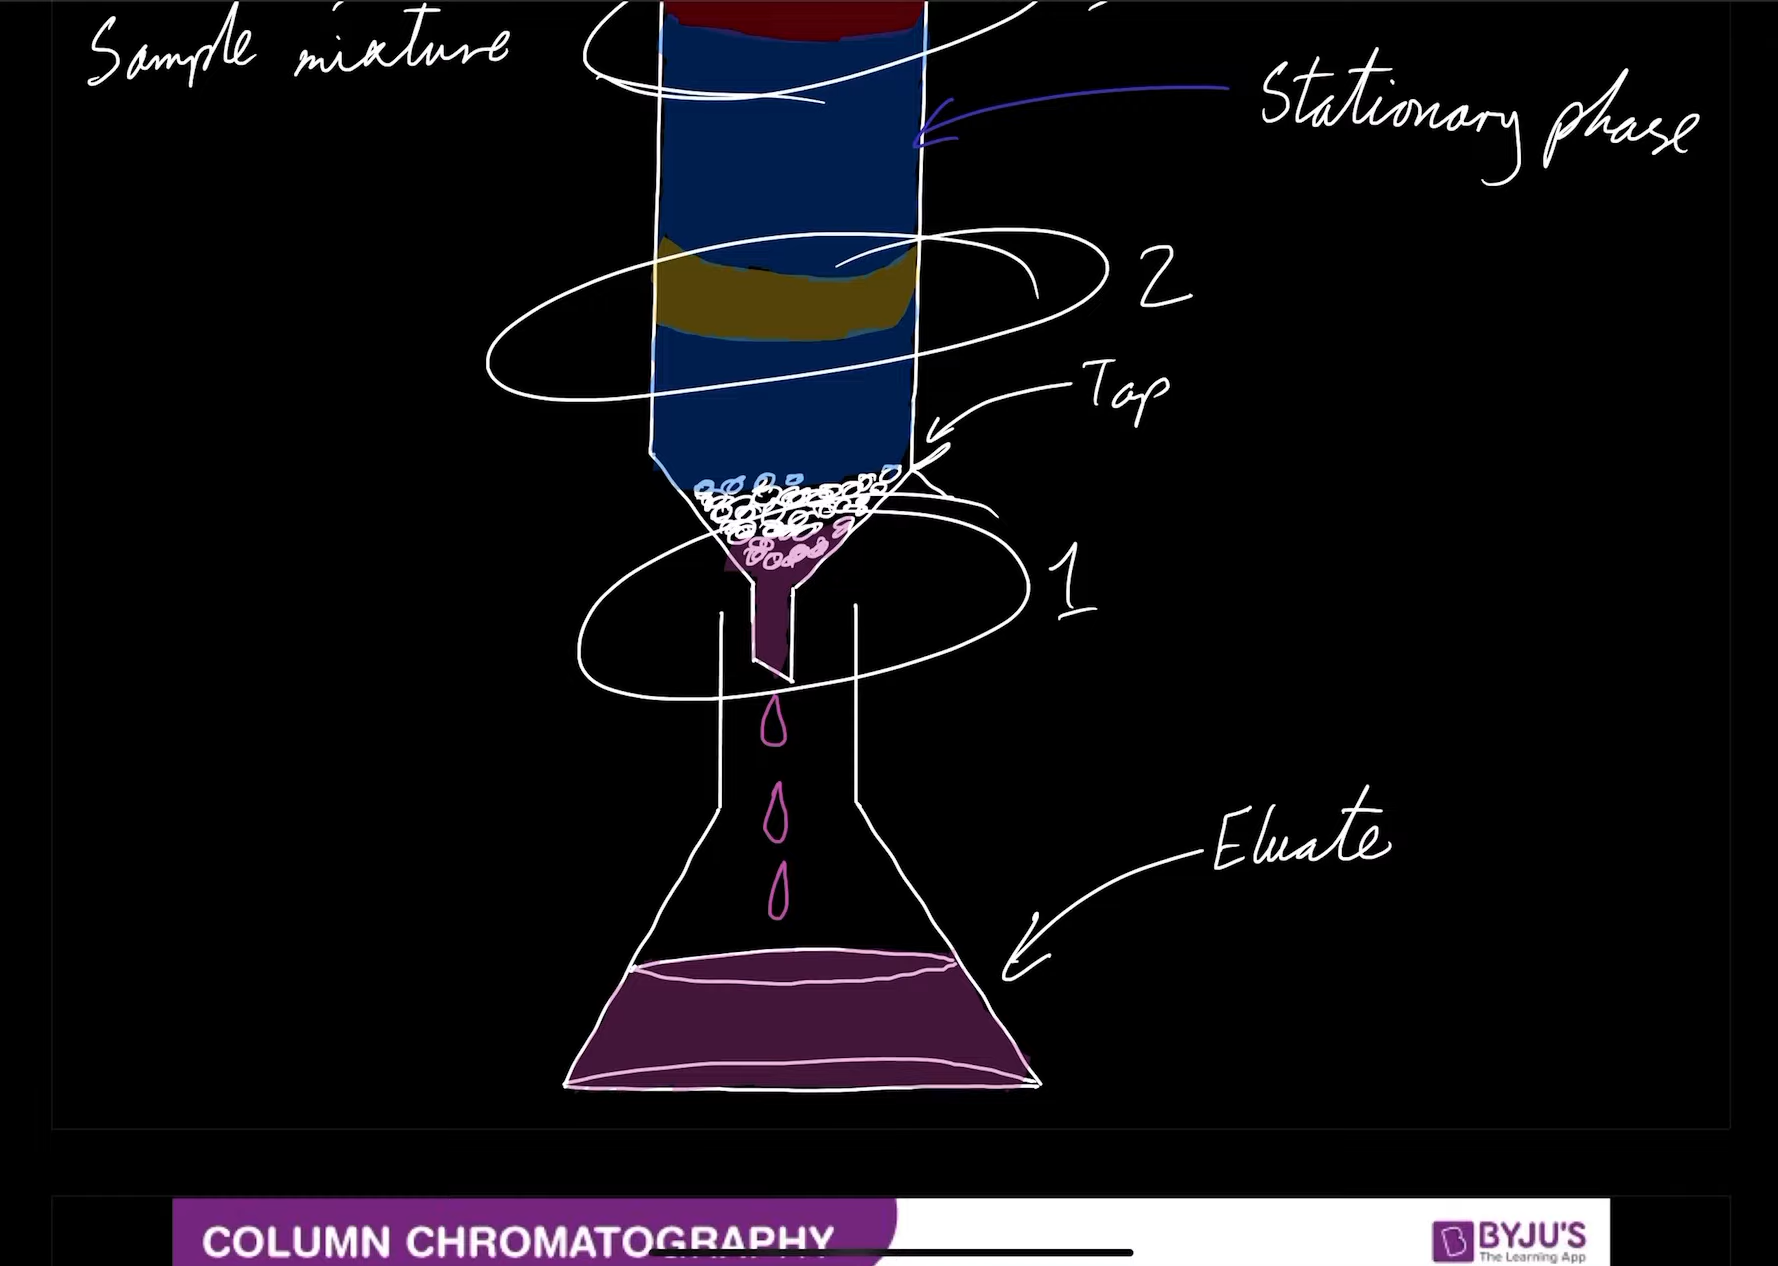 Sample mixture
Stationary phase
2
Tap
1
Eluate
COLUMN CHROMATOGRAPHY
BYJU'S
The Learning App